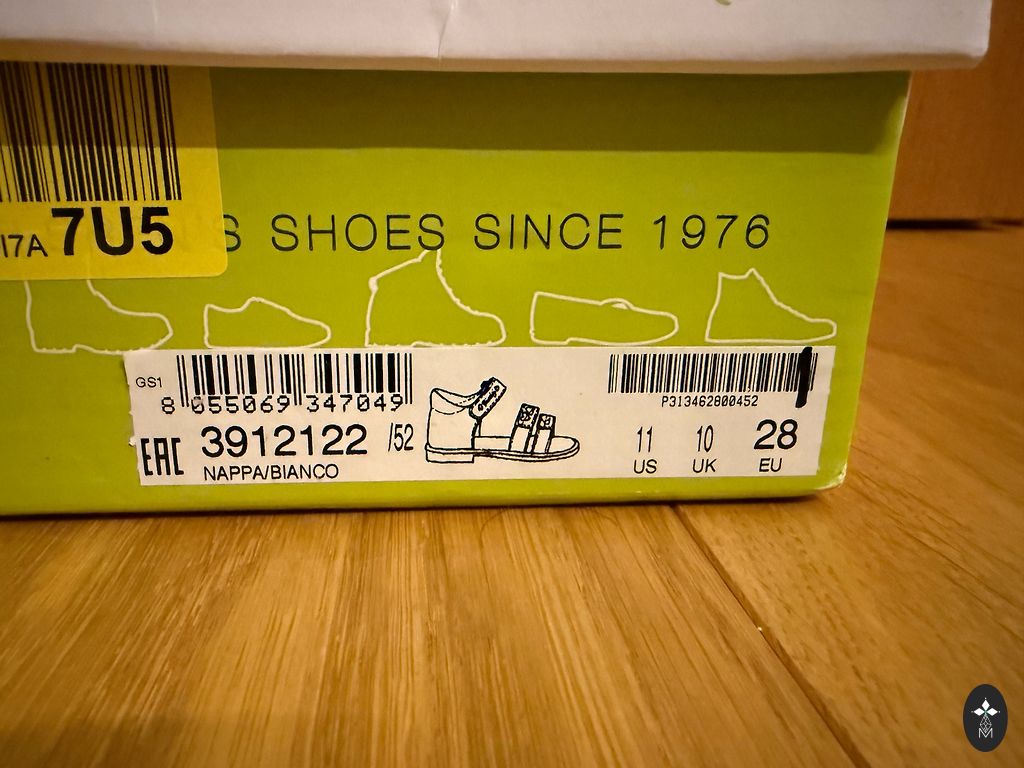 I7A 7U5
S SHOES SINCE 1976
GS1
8 055069 347049
P313462800452
EAC 3912122 /52
NAPPA/BIANCO
11 10 28
US UK EU
M